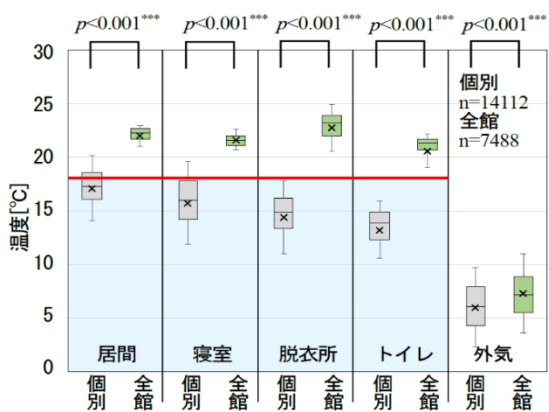 p<0.001*** p<0.001*** p<0.001*** p<0.001*** p<0.001***
30
25
20
15
10
5
0
温度[℃]
個別
n=14112
全館
n=7488
居間 寝室 脱衣所 トイレ 外気
個別 全館 個別 全館 個別 全館 個別 全館 個別 全館